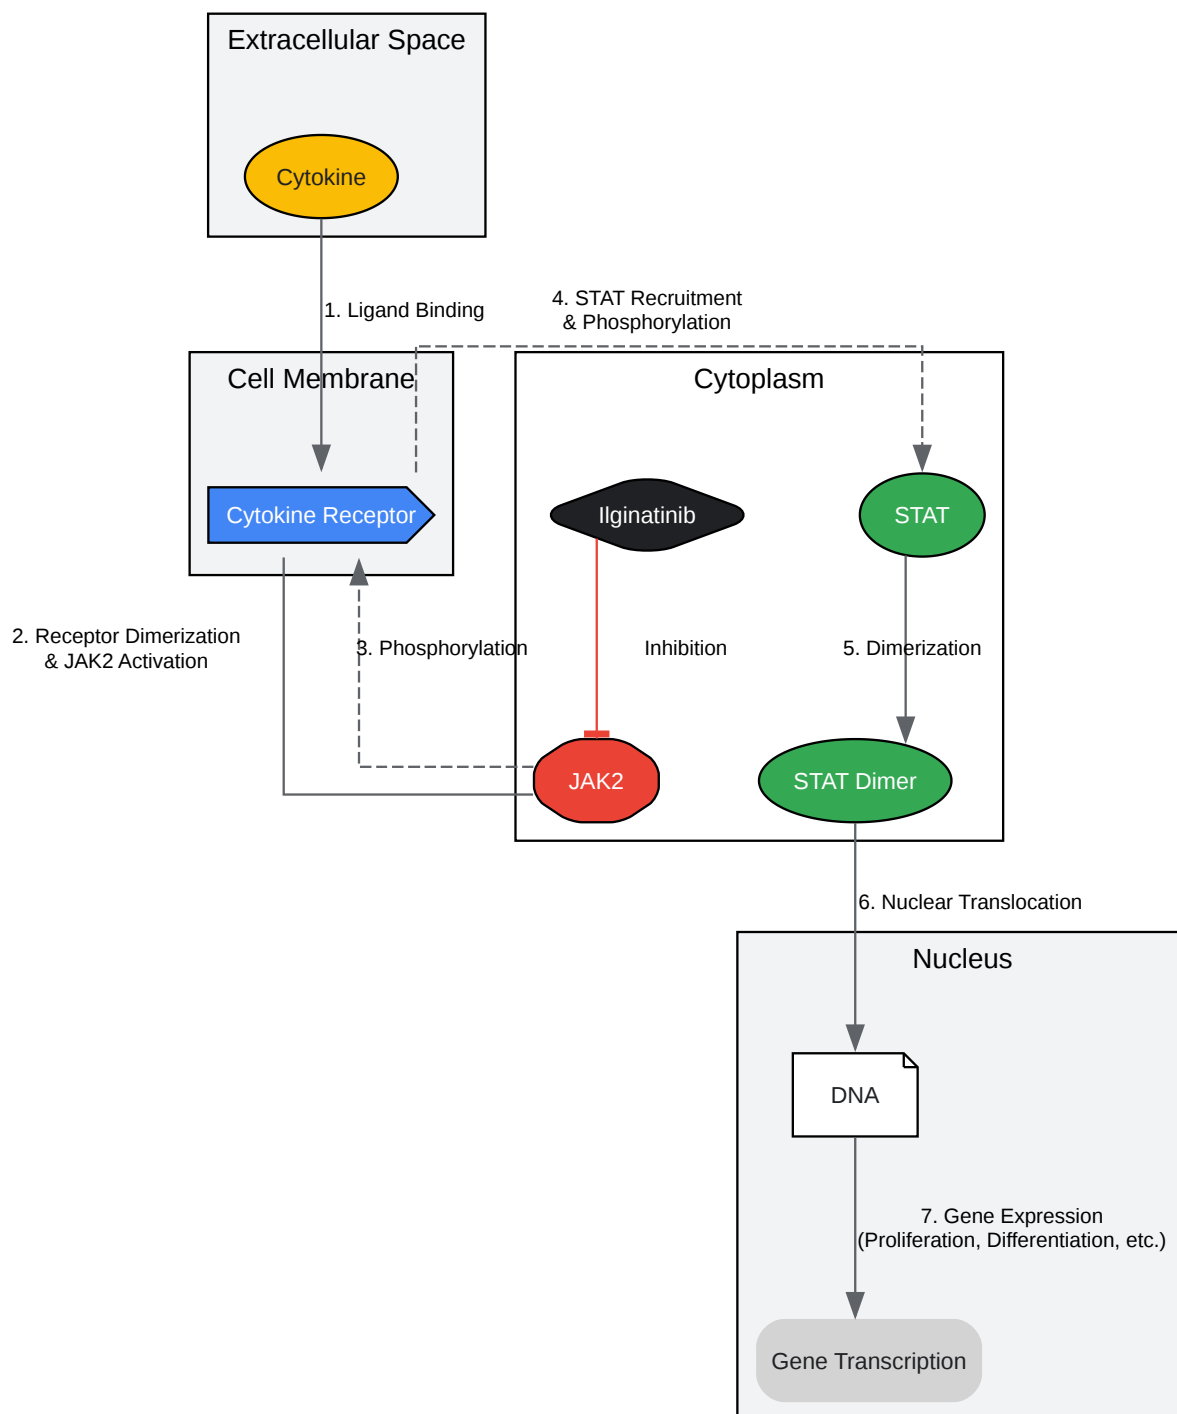 Extracellular Space
Cytokine
1. Ligand Binding
4. STAT Recruitment
& Phosphorylation
Cell Membrane
Cytoplasm
Cytokine Receptor
Ilginatinib
STAT
2. Receptor Dimerization
& JAK2 Activation
3. Phosphorylation
Inhibition
5. Dimerization
JAK2
STAT Dimer
6. Nuclear Translocation
Nucleus
DNA
7. Gene Expression
(Proliferation, Differentiation, etc.)
Gene Transcription